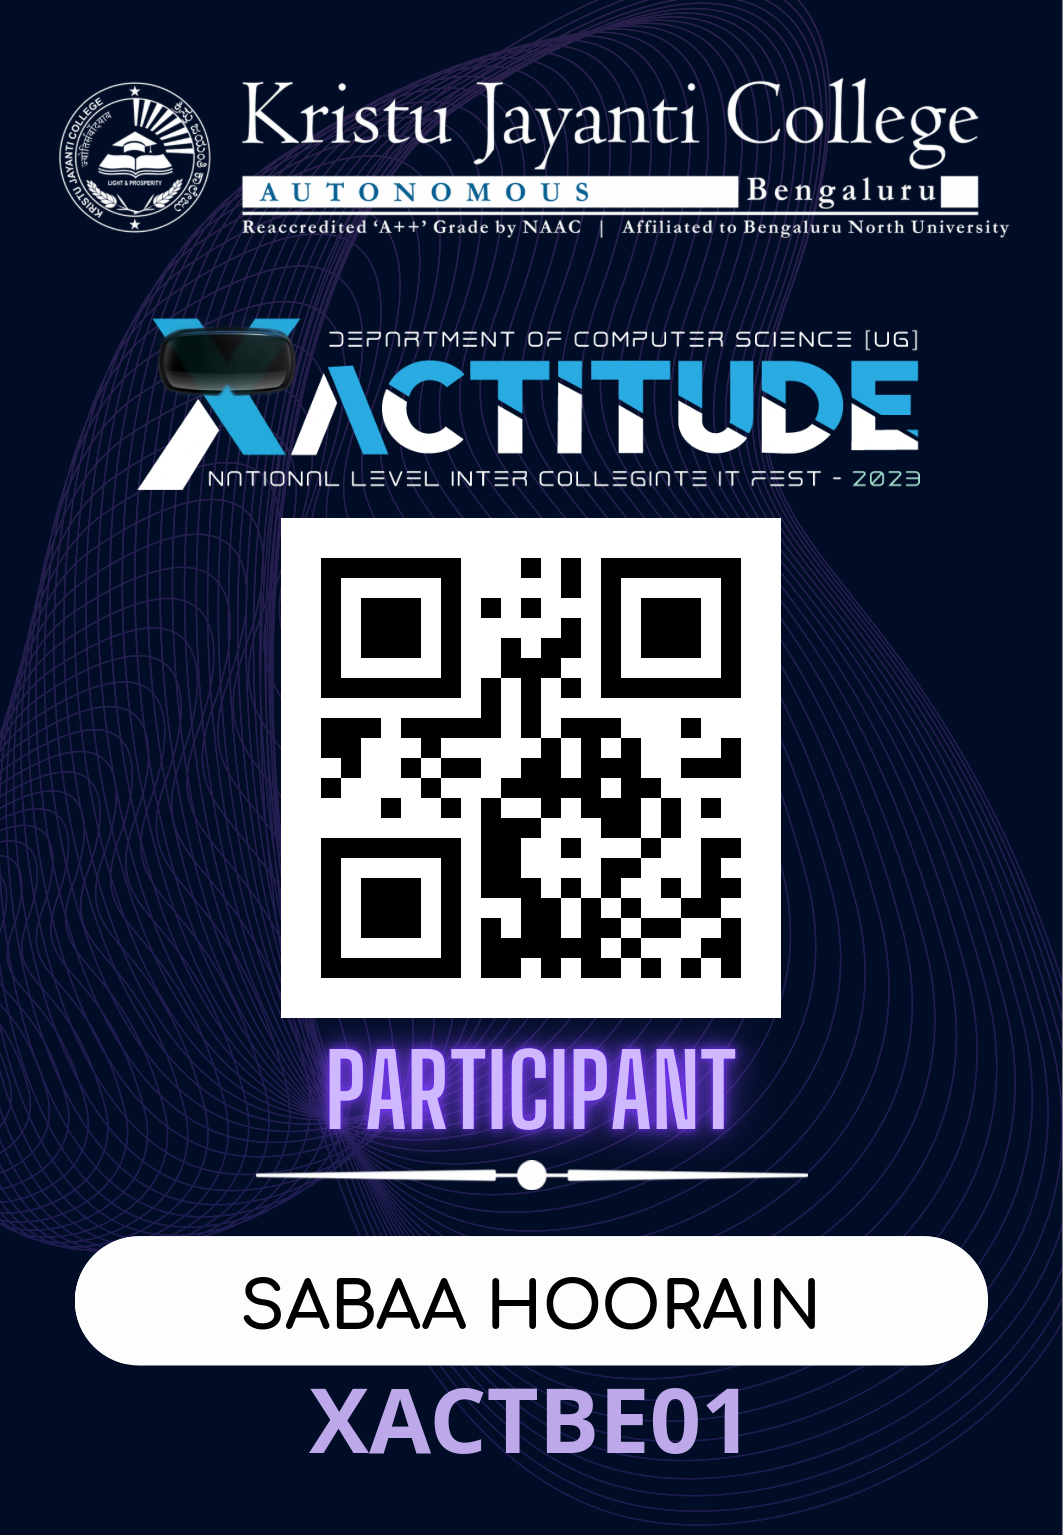 KRISTU JAYANTI COLLEGE
LIGHT & PROSPERITY
Kristu Jayanti College
AUTONOMOUS Bengaluru
Reaccredited ‘A++’ Grade by NAAC | Affiliated to Bengaluru North University
DEPARTMENT OF COMPUTER SCIENCE [UG]
XACTITUDE
NATIONAL LEVEL INTER COLLEGIATE IT FEST - 2023
PARTICIPANT
SABAA HOORAIN
XACTBE01